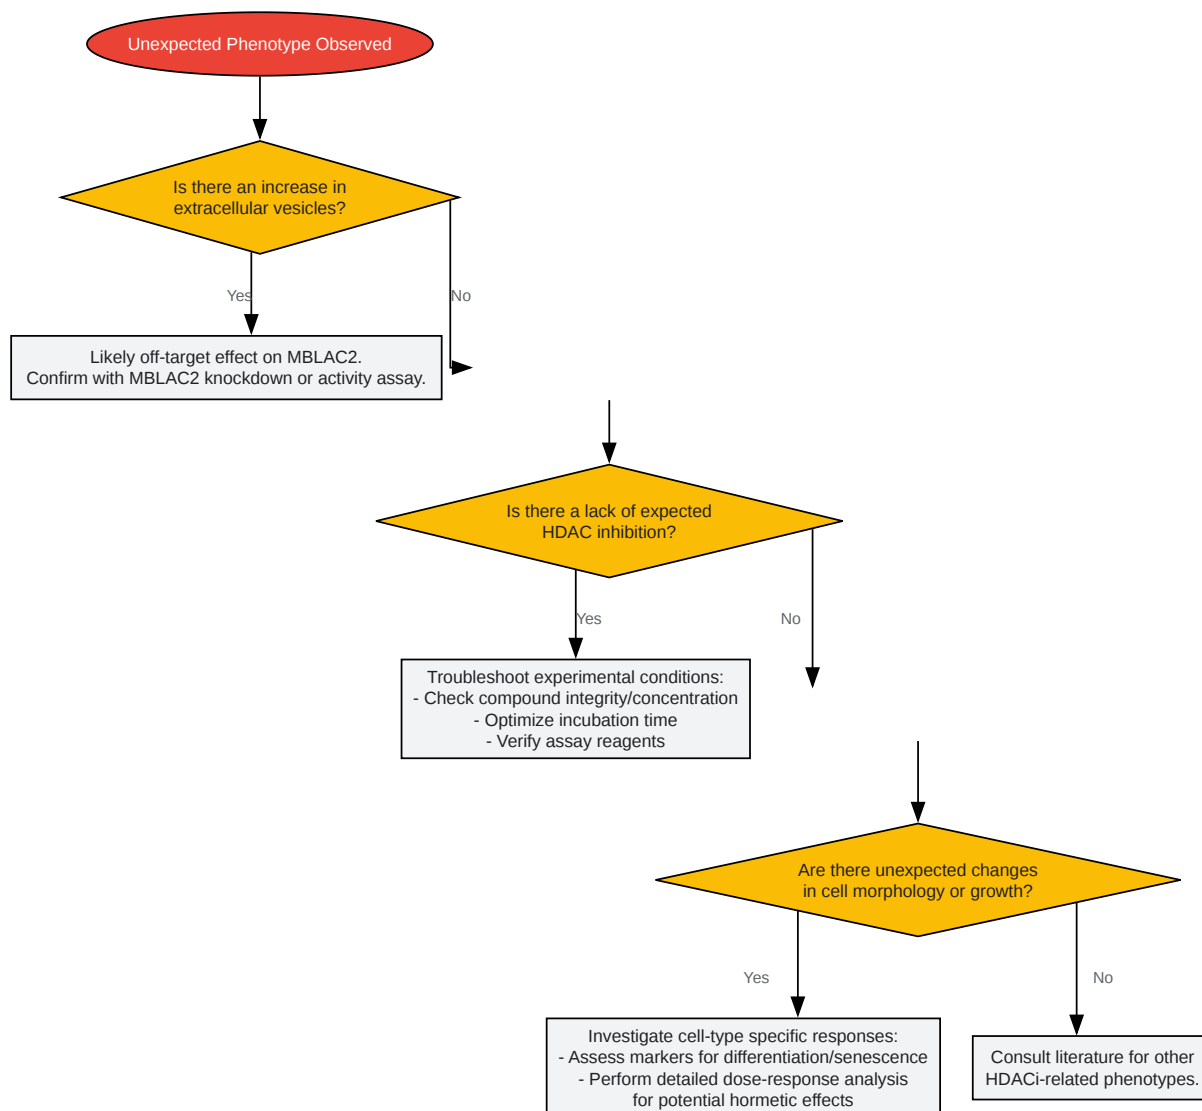 Unexpected Phenotype Observed
Is there an increase in
extracellular vesicles?
Yes
No
Likely off-target effect on MBLAC2.
Confirm with MBLAC2 knockdown or activity assay.
Is there a lack of expected
HDAC inhibition?
Yes
No
Troubleshoot experimental conditions:
- Check compound integrity/concentration
- Optimize incubation time
- Verify assay reagents
Are there unexpected changes
in cell morphology or growth?
Yes
No
Investigate cell-type specific responses:
- Assess markers for differentiation/senescence
- Perform detailed dose-response analysis
for potential hormetic effects
Consult literature for other
HDACi-related phenotypes.